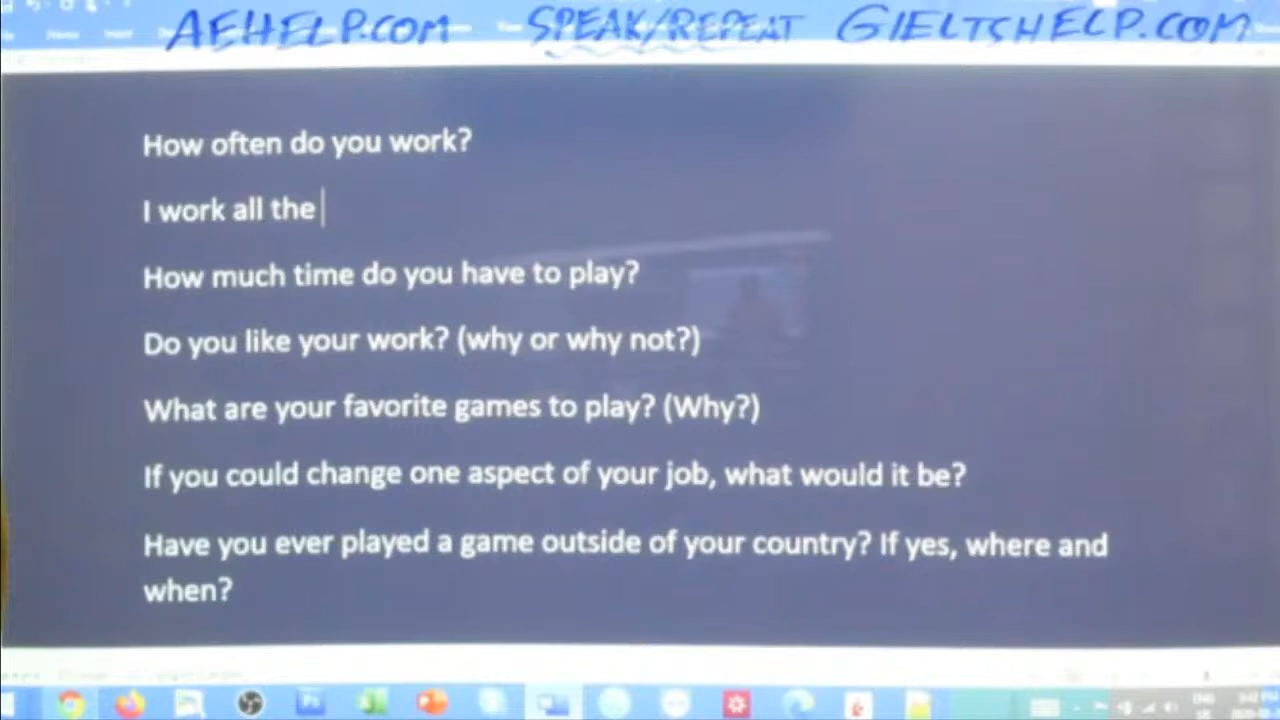 AEHELP.COM SPEAK/REPEAT GIELTSHELP.COM
How often do you work?
I work all the
How much time do you have to play?
Do you like your work? (why or why not?)
What are your favorite games to play? (Why?)
If you could change one aspect of your job, what would it be?
Have you ever played a game outside of your country? If yes, where and
when?